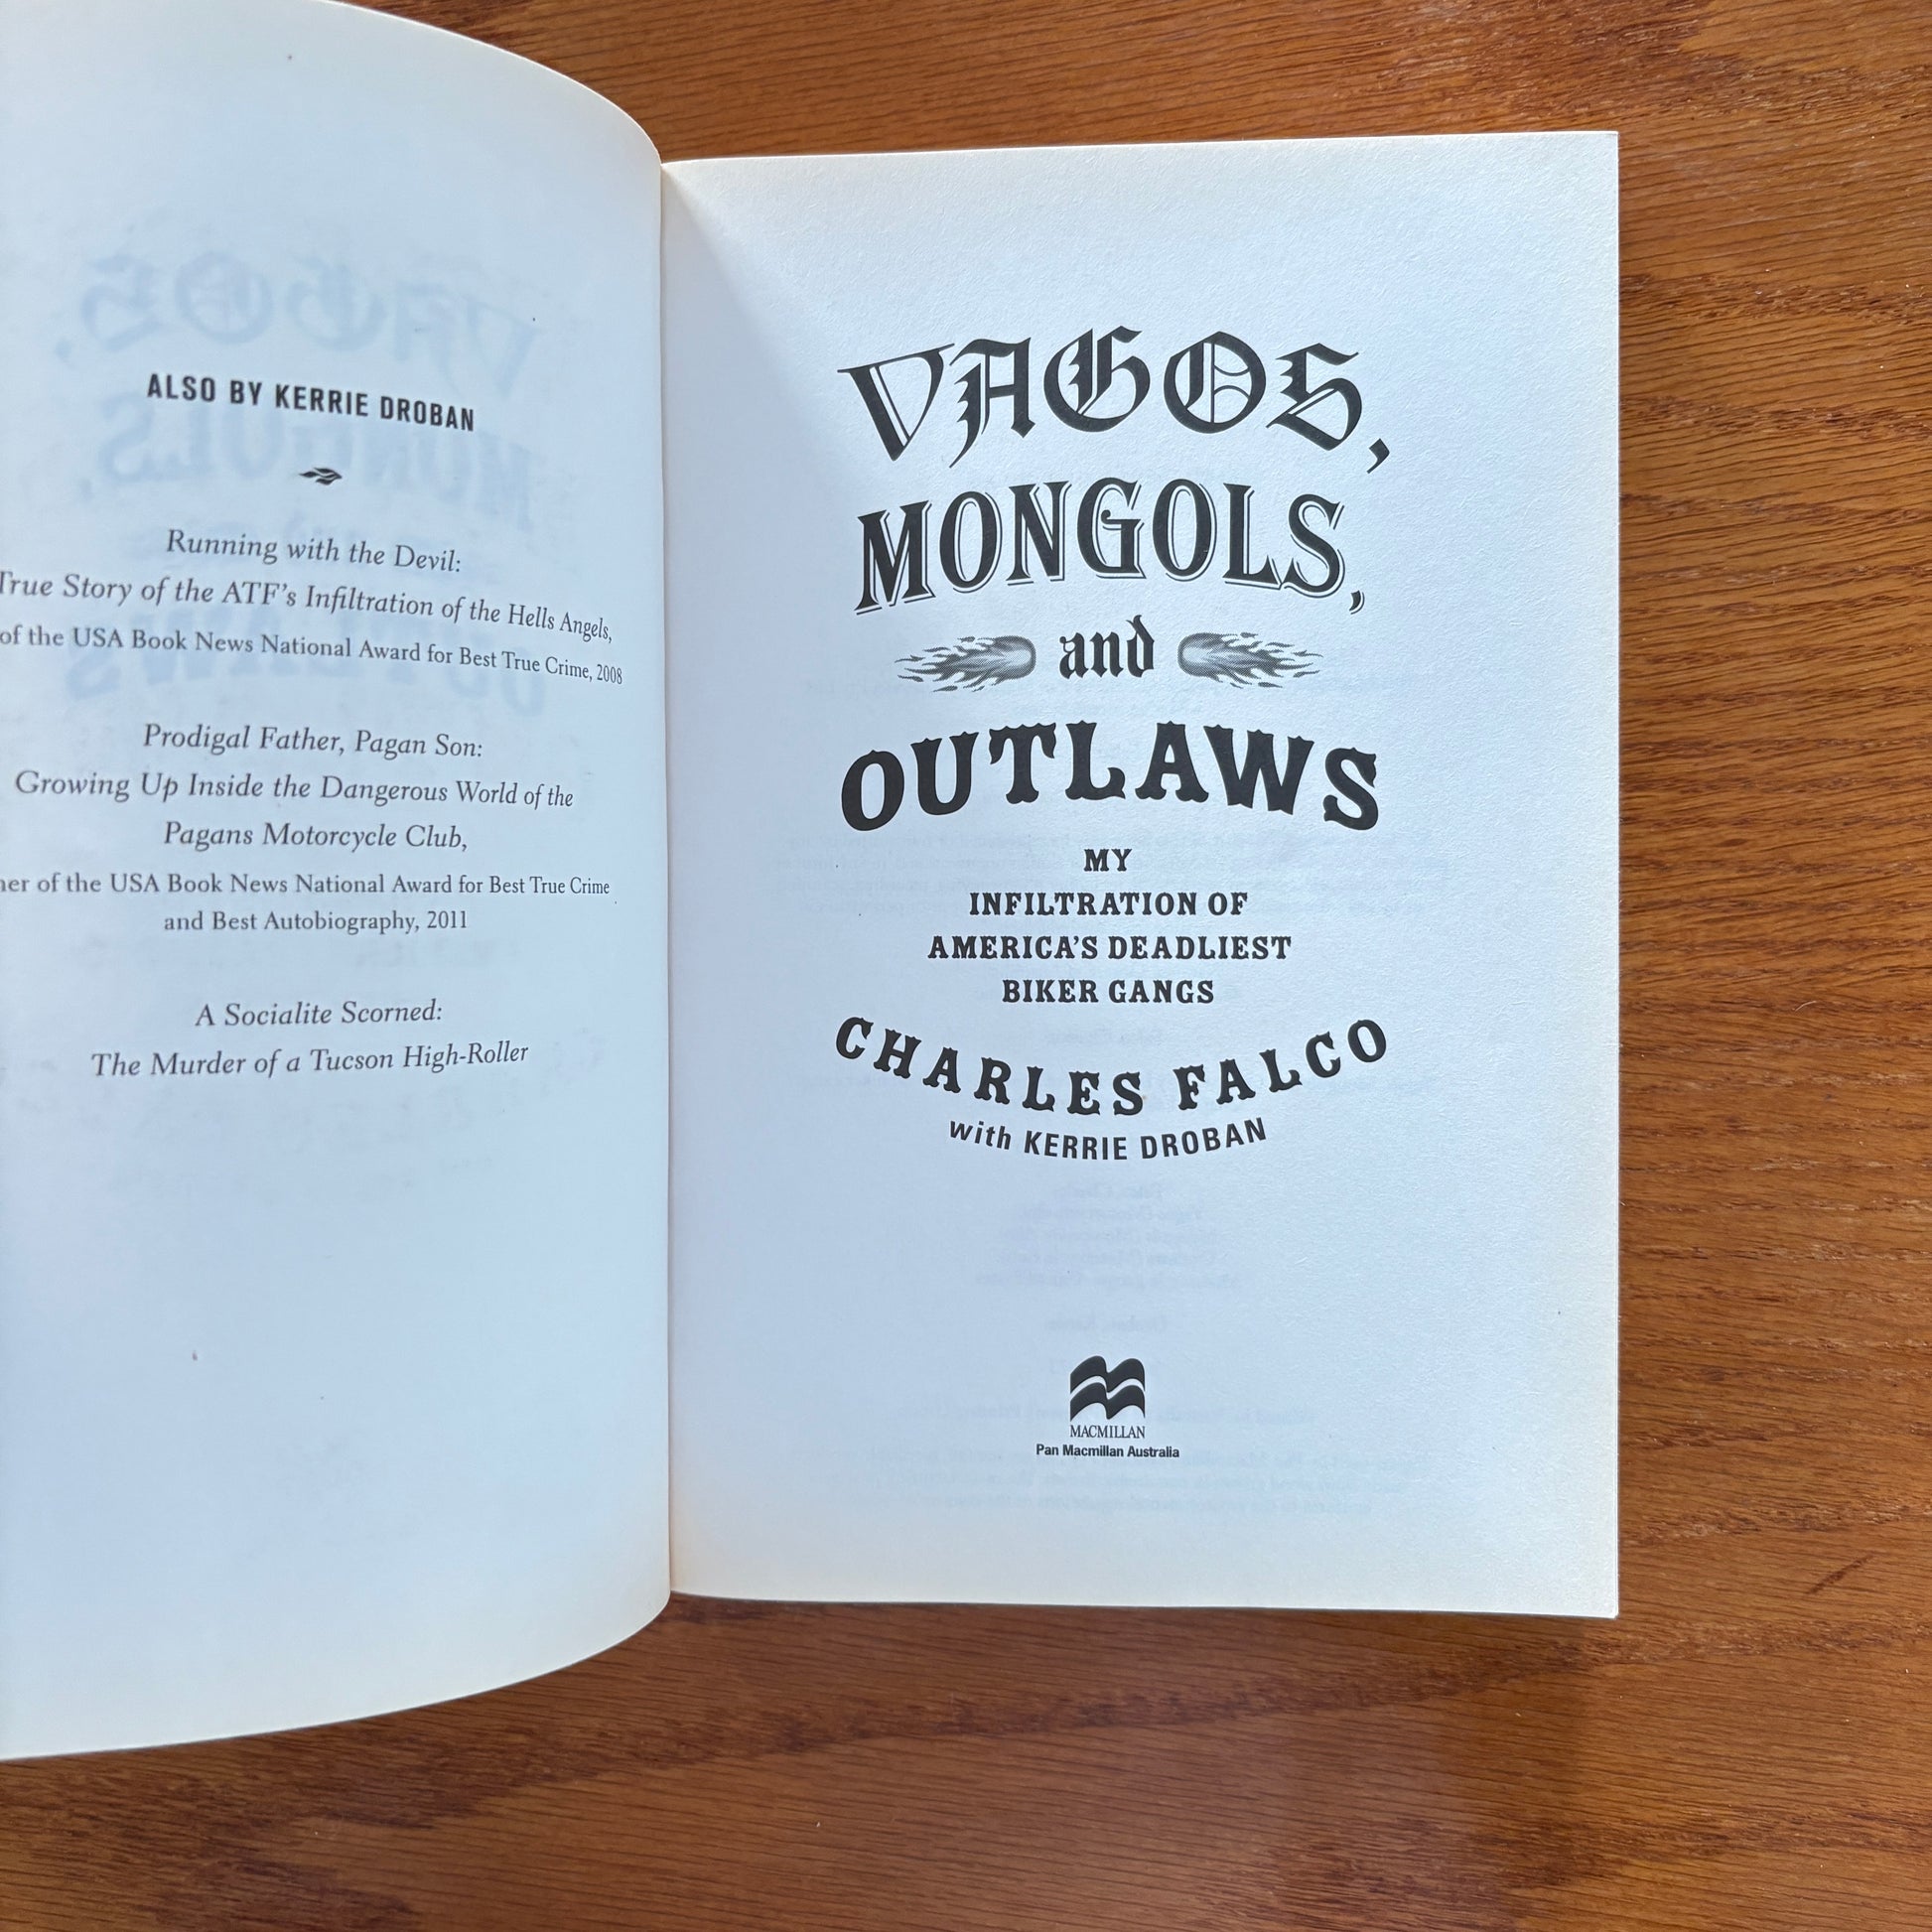 ALSO BY KERRIE DROBAN
Running with the Devil:
True Story of the ATF's Infiltration of the Hells Angels,
of the USA Book News National Award for Best True Crime, 2008
Prodigal Father, Pagan Son:
Growing Up Inside the Dangerous World of the
Pagans Motorcycle Club,
of the USA Book News National Award for Best True Crime
and Best Autobiography, 2011
A Socialite Scorned:
The Murder of a Tucson High-Roller
VAGOS,
MONGOLS,
and
OUTLAWS
MY
INFILTRATION OF
AMERICA'S DEADLIEST
BIKER GANGS
CHARLES FALCO
with KERRIE DROBAN
MACMILLAN
Pan Macmillan Australia